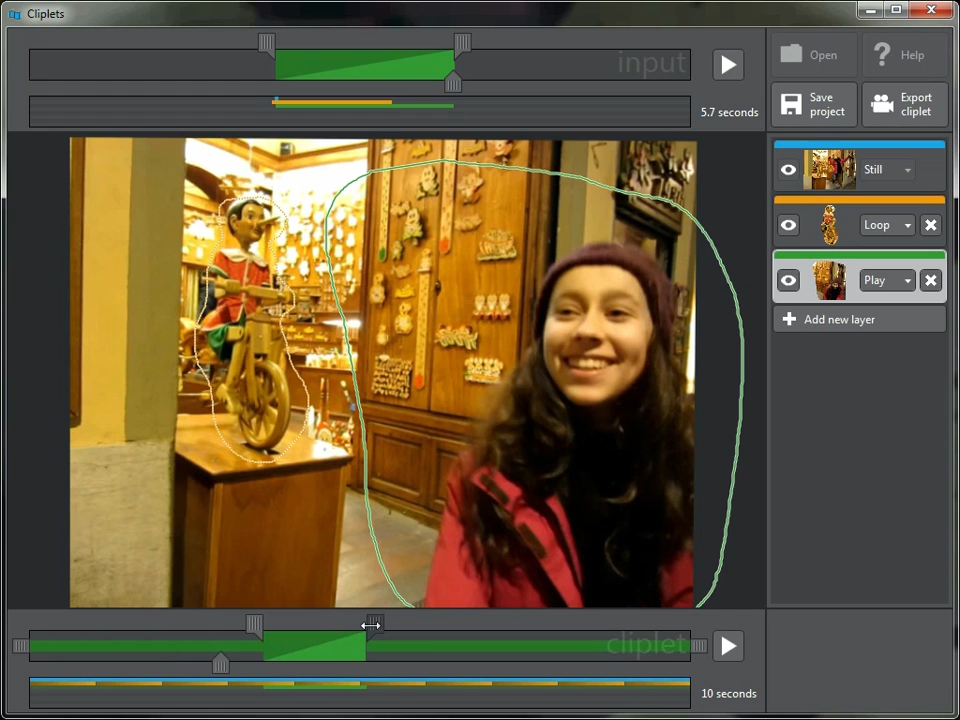 Cliplets
input
Open
Help
5.7 seconds
Save
project
Export
cliplet
Still
Loop
Play
Add new layer
cliplet
10 seconds